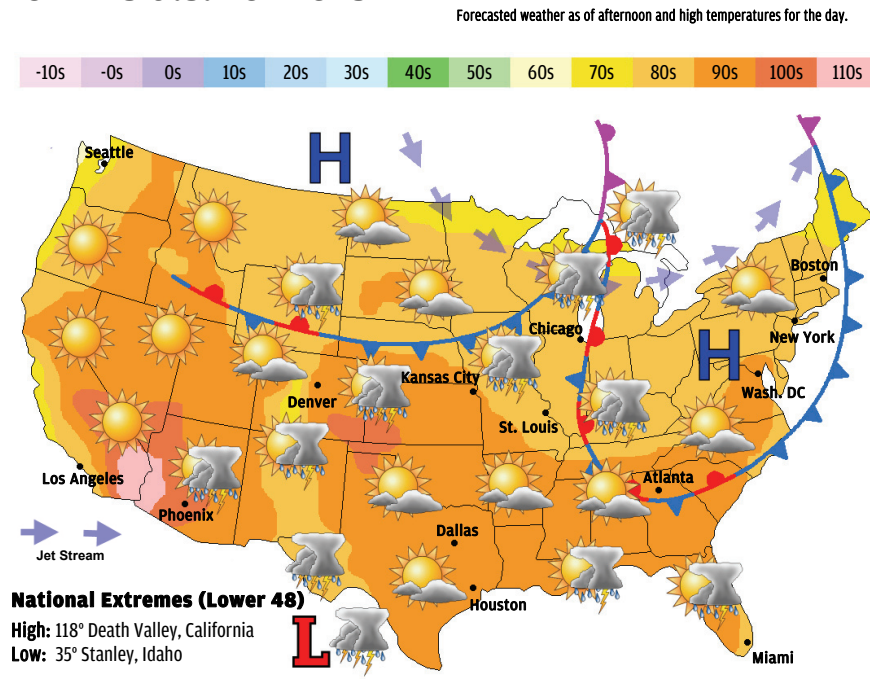 Forecasted weather as of afternoon and high temperatures for the day.
-10s -0s 0s 10s 20s 30s 40s 50s 60s 70s 80s 90s 100s 110s
H
Seattle
Boston
Chicago
New York
H
Kansas City
Denver
Wash. DC
St. Louis
Los Angeles
Atlanta
Phoenix
Dallas
Jet Stream
National Extremes (Lower 48)
Houston
High: 118° Death Valley, California
L
Low: 35° Stanley, Idaho
Miami